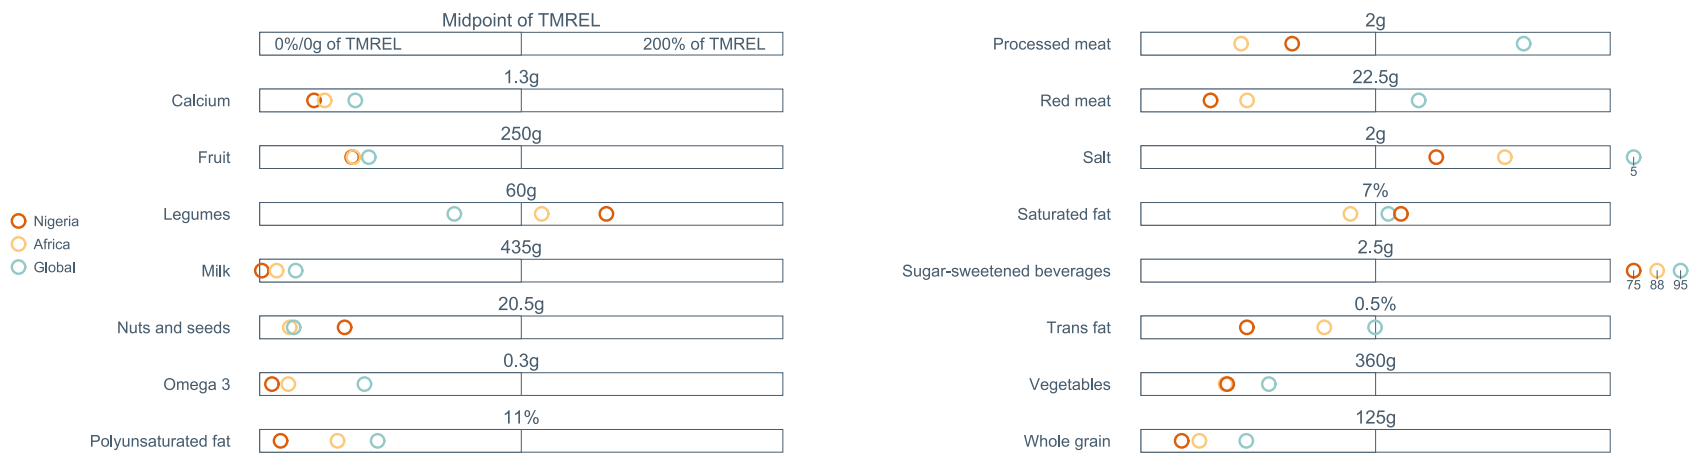 Midpoint of TMREL
0%/0g of TMREL 200% of TMREL
1.3g
Calcium
250g
Fruit
60g
Legumes
435g
Milk
20.5g
Nuts and seeds
0.3g
Omega 3
11%
Polyunsaturated fat
Nigeria
Africa
Global
2g
Processed meat
22.5g
Red meat
2g
Salt
5
7%
Saturated fat
2.5g
Sugar-sweetened beverages
75 88 95
0.5%
Trans fat
360g
Vegetables
125g
Whole grain